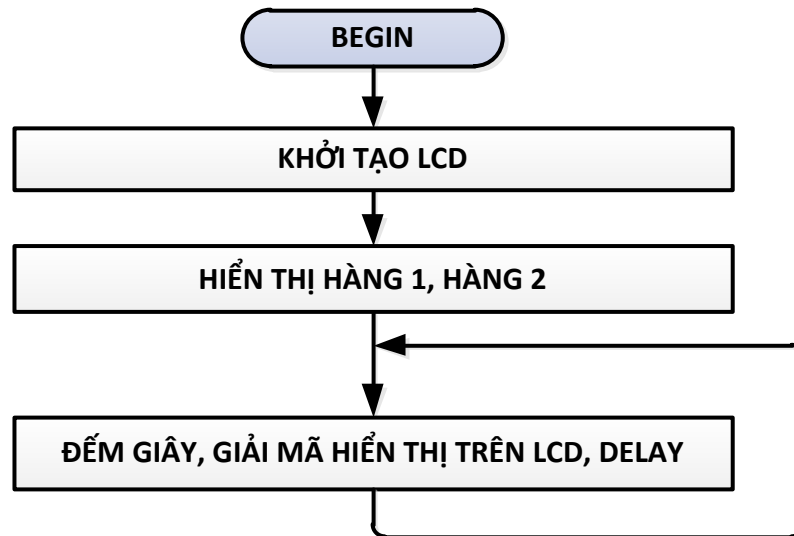 BEGIN
KHỞI TẠO LCD
HIỂN THỊ HÀNG 1, HÀNG 2
ĐẾM GIÂY, GIẢI MÃ HIỂN THỊ TRÊN LCD, DELAY